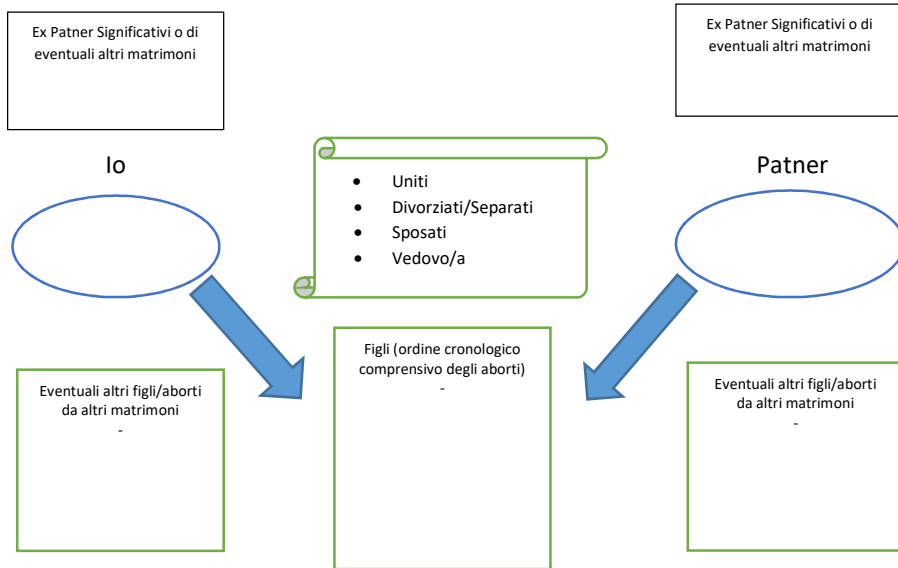 Ex Patner Significativi o di
eventuali altri matrimoni
Ex Patner Significativi o di
eventuali altri matrimoni
Io
Patner
• Uniti
• Divorziati/Separati
• Sposati
• Vedovo/a
Eventuali altri figli/aborti
da altri matrimoni
-
Figli (ordine cronologico
comprensivo degli aborti)
-
Eventuali altri figli/aborti
da altri matrimoni
-